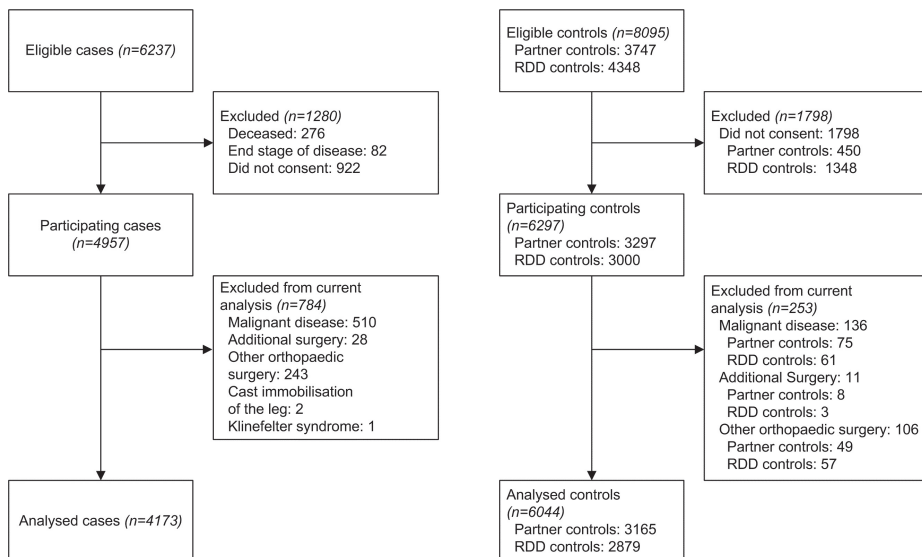 Eligible cases (n=6237)
Excluded (n=1280)
Deceased: 276
End stage of disease: 82
Did not consent: 922
Participating cases
(n=4957)
Excluded from current
analysis (n=784)
Malignant disease: 510
Additional surgery: 28
Other orthopaedic
surgery: 243
Cast immobilisation
of the leg: 2
Klinefelter syndrome: 1
Analysed cases (n=4173)
Eligible controls (n=8095)
Partner controls: 3747
RDD controls: 4348
Excluded (n=1798)
Did not consent: 1798
Partner controls: 450
RDD controls: 1348
Participating controls
(n=6297)
Partner controls: 3297
RDD controls: 3000
Excluded from current
analysis (n=253)
Malignant disease: 136
Partner controls: 75
RDD controls: 61
Additional Surgery: 11
Partner controls: 8
RDD controls: 3
Other orthopaedic surgery: 106
Partner controls: 49
RDD controls: 57
Analysed controls
(n=6044)
Partner controls: 3165
RDD controls: 2879